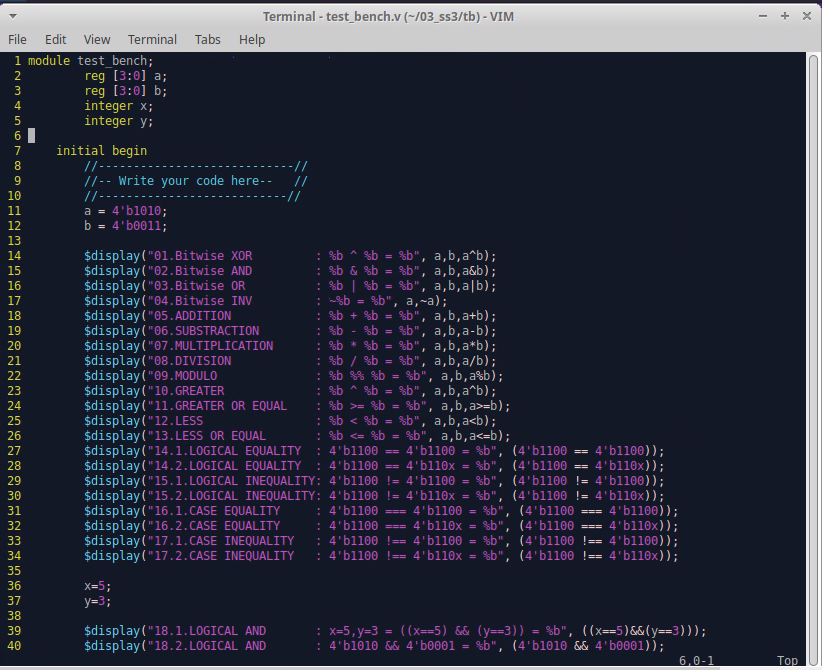 Terminal - test_bench.v (~/03_ss3/tb) - VIM
File Edit View Terminal Tabs Help
1 module test_bench;
2         reg [3:0] a;
3         reg [3:0] b;
4         integer x;
5         integer y;
6
7     initial begin
8         //----------------------------//
9         //-- Write your code here--   //
10         //---------------------------//
11         a = 4'b1010;
12         b = 4'b0011;
13
14         $display("01.Bitwise XOR         : %b ^ %b = %b", a,b,a^b);
15         $display("02.Bitwise AND         : %b & %b = %b", a,b,a&b);
16         $display("03.Bitwise OR          : %b | %b = %b", a,b,a|b);
17         $display("04.Bitwise INV         : ~%b = %b", a,~a);
18         $display("05.ADDITION            : %b + %b = %b", a,b,a+b);
19         $display("06.SUBSTRACTION        : %b - %b = %b", a,b,a-b);
20         $display("07.MULTIPLICATION      : %b * %b = %b", a,b,a*b);
21         $display("08.DIVISION            : %b / %b = %b", a,b,a/b);
22         $display("09.MODULO              : %b %% %b = %b", a,b,a%b);
23         $display("10.GREATER             : %b ^ %b = %b", a,b,a^b);
24         $display("11.GREATER OR EQUAL    : %b >= %b = %b", a,b,a>=b);
25         $display("12.LESS                : %b < %b = %b", a,b,a<b);
26         $display("13.LESS OR EQUAL       : %b <= %b = %b", a,b,a<=b);
27         $display("14.1.LOGICAL EQUALITY  : 4'b1100 == 4'b1100 = %b", (4'b1100 == 4'b1100));
28         $display("14.2.LOGICAL EQUALITY  : 4'b1100 == 4'b110x = %b", (4'b1100 == 4'b110x));
29         $display("15.1.LOGICAL INEQUALITY: 4'b1100 != 4'b1100 = %b", (4'b1100 != 4'b1100));
30         $display("15.2.LOGICAL INEQUALITY: 4'b1100 != 4'b110x = %b", (4'b1100 != 4'b110x));
31         $display("16.1.CASE EQUALITY     : 4'b1100 === 4'b1100 = %b", (4'b1100 === 4'b1100));
32         $display("16.2.CASE EQUALITY     : 4'b1100 === 4'b110x = %b", (4'b1100 === 4'b110x));
33         $display("17.1.CASE INEQUALITY   : 4'b1100 !== 4'b1100 = %b", (4'b1100 !== 4'b1100));
34         $display("17.2.CASE INEQUALITY   : 4'b1100 !== 4'b110x = %b", (4'b1100 !== 4'b110x));
35
36         x=5;
37         y=3;
38
39         $display("18.1.LOGICAL AND       : x=5,y=3 = ((x==5) && (y==3)) = %b", ((x==5)&&(y==3)));
40         $display("18.2.LOGICAL AND       : 4'b1010 && 4'b0001 = %b", (4'b1010 && 4'b0001));
6,0-1 Top